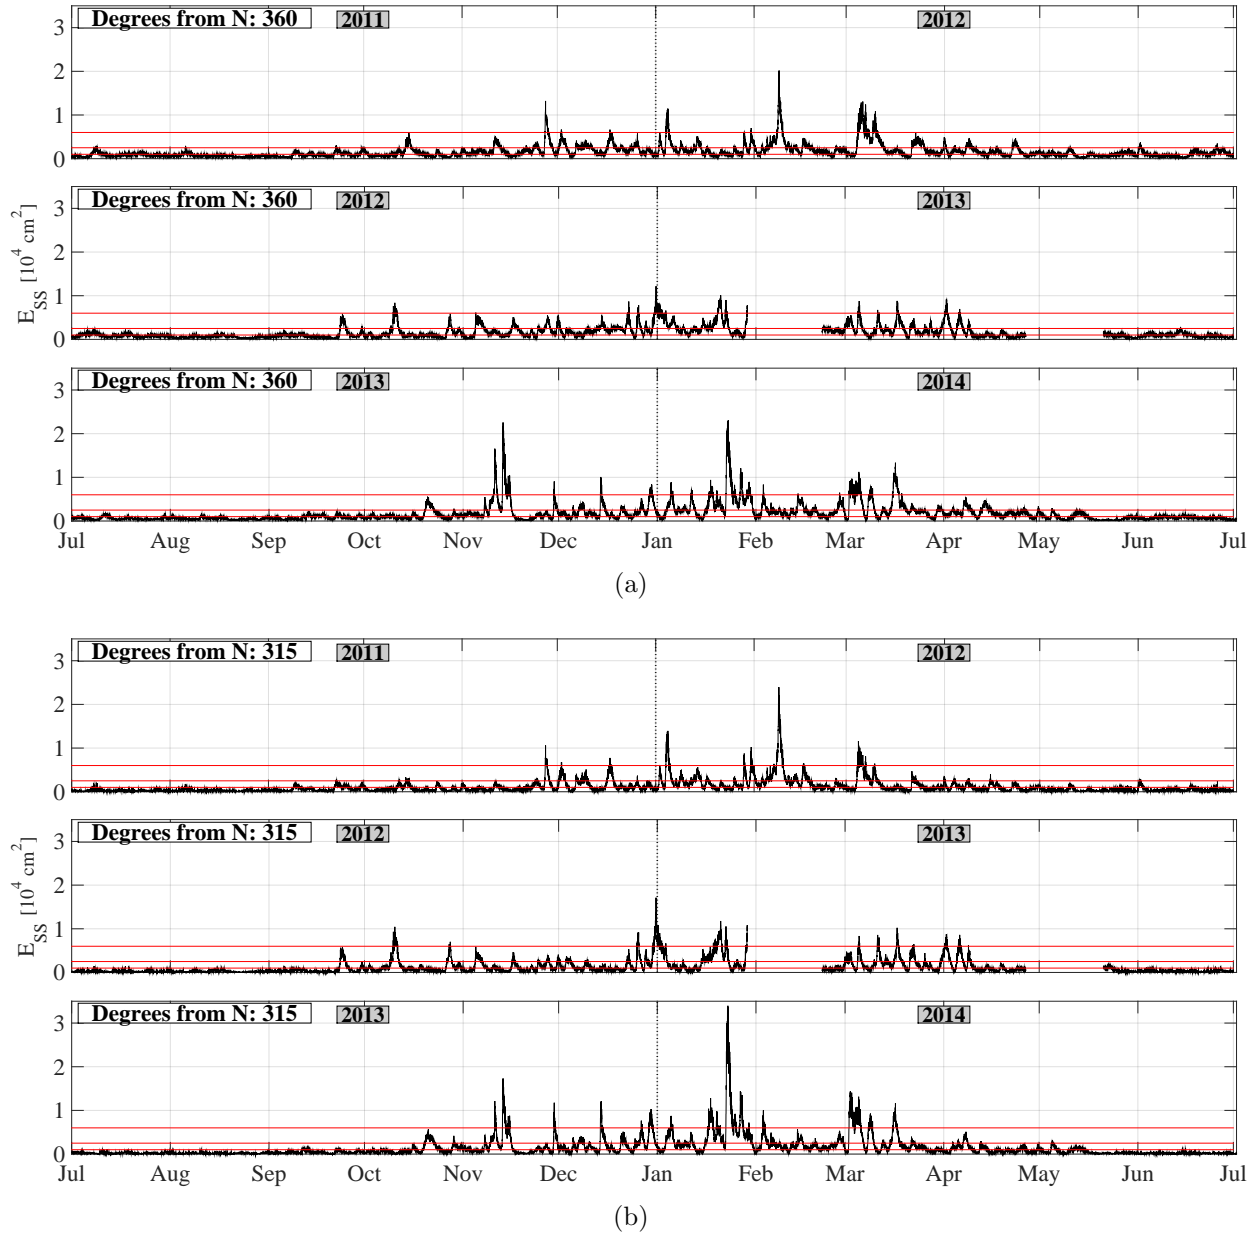 Degrees from N: 360 2011 2012
3
2
1
0
Degrees from N: 360 2012 2013
3
2
1
0
E_SS [10^4 cm^2]
Degrees from N: 360 2013 2014
3
2
1
0
Jul Aug Sep Oct Nov Dec Jan Feb Mar Apr May Jun Jul
(a)
Degrees from N: 315 2011 2012
3
2
1
0
Degrees from N: 315 2012 2013
3
2
1
0
E_SS [10^4 cm^2]
Degrees from N: 315 2013 2014
3
2
1
0
Jul Aug Sep Oct Nov Dec Jan Feb Mar Apr May Jun Jul
(b)